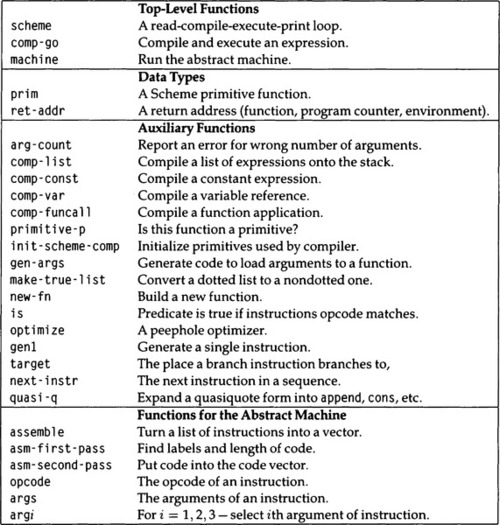 Top-Level Functions
scheme A read-compile-execute-print loop.
comp-go Compile and execute an expression.
machine Run the abstract machine.
Data Types
prim A Scheme primitive function.
ret-addr A return address (function, program counter, environment).
Auxiliary Functions
arg-count Report an error for wrong number of arguments.
comp-list Compile a list of expressions onto the stack.
comp-const Compile a constant expression.
comp-var Compile a variable reference.
comp-funcall Compile a function application.
primitive-p Is this function a primitive?
init-scheme-comp Initialize primitives used by compiler.
gen-args Generate code to load arguments to a function.
make-true-list Convert a dotted list to a nondotted one.
new-fn Build a new function.
is Predicate is true if instructions opcode matches.
optimize A peephole optimizer.
gen1 Generate a single instruction.
target The place a branch instruction branches to,
next-instr The next instruction in a sequence.
quasi-q Expand a quasiquote form into append, cons, etc.
Functions for the Abstract Machine
assemble Turn a list of instructions into a vector.
asm-first-pass Find labels and length of code.
asm-second-pass Put code into the code vector.
opcode The opcode of an instruction.
args The arguments of an instruction.
argi For i = 1,2,3 – select ith argument of instruction.